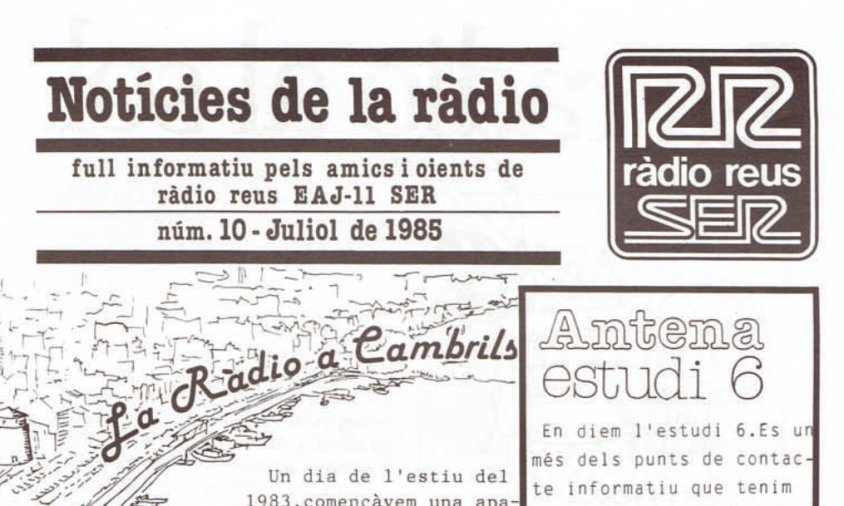 Notícies de la ràdio
full informatiu pels amics i oients de
ràdio reus EAJ-11 SER
núm. 10 - Juliol de 1985
RR
ràdio reus
SER
La Ràdio a Cambrils
Un dia de l'estiu del
1983,començàvem una apa-
Antena
estudi 6
En diem l'estudi 6.Es un
més dels punts de contac-
te informatiu que tenim